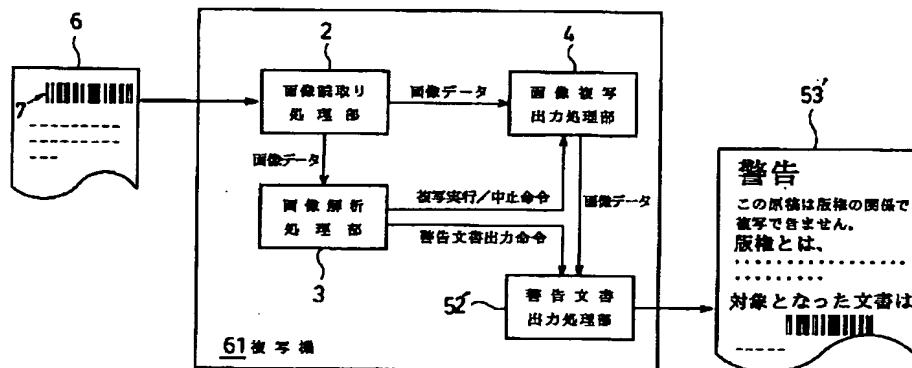 6
7
2
画像読取り
処理部
画像データ
4
画像複写
出力処理部
画像データ
画像解析
処理部
3
複写実行/中止命令
警告文書出力命令
画像データ
52'
警告文書
出力処理部
61 複写機
53'
警告
この原稿は版権の関係で
複写できません。
版権とは、
対象となった文書は